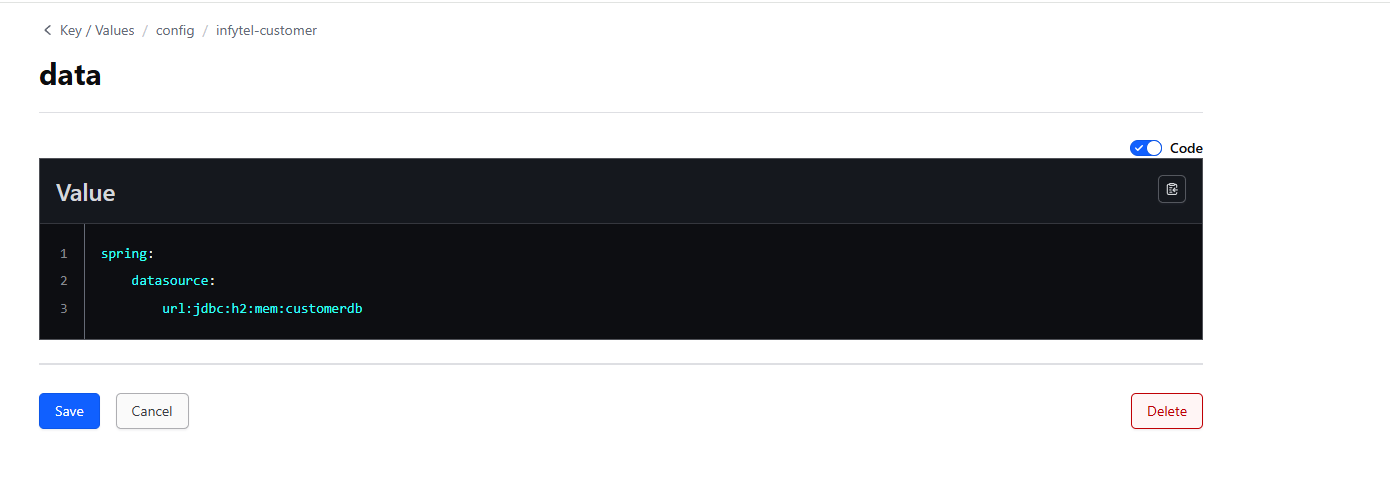 Key / Values / config / infytel-customer
data
Code
Value
1 spring:
2     datasource:
3         url:jdbc:h2:mem:customerdb
Save Cancel Delete